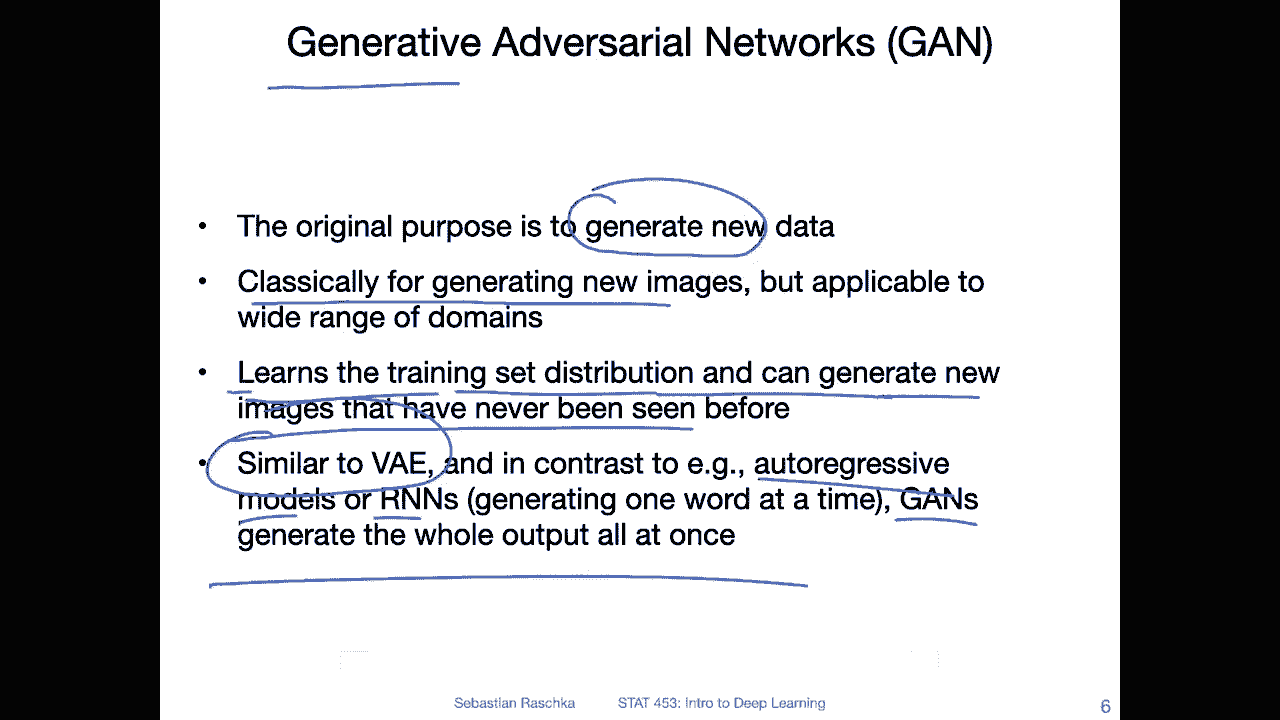 Generative Adversarial Networks (GAN)
• The original purpose is to generate new data
• Classically for generating new images, but applicable to
wide range of domains
• Learns the training set distribution and can generate new
images that have never been seen before
• Similar to VAE, and in contrast to e.g., autoregressive
models or RNNs (generating one word at a time), GANs
generate the whole output all at once
Sebastian Raschka STAT 453: Intro to Deep Learning 6